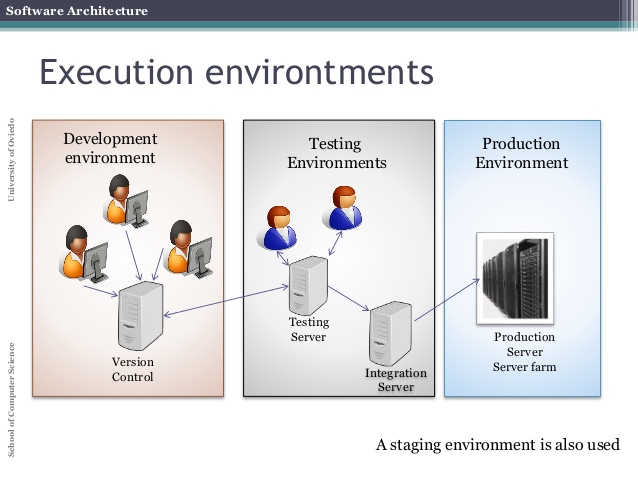 Software Architecture
Execution environtments
University of Oviedo
School of Computer Science
Development
environment
Version
Control
Testing
Environments
Testing
Server
Integration
Server
Production
Environment
Production
Server
Server farm
A staging environment is also used